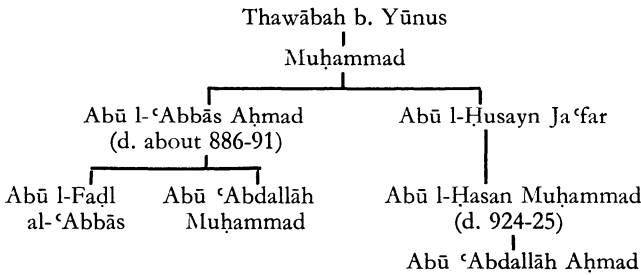 Thawābah b. Yūnus
Muḥammad
Abū l-ʿAbbās Aḥmad
(d. about 886-91)
Abū l-Ḥusayn Jaʿfar
Abū l-Faḍl
al-ʿAbbās
Abū ʿAbdallāh
Muḥammad
Abū l-Ḥasan Muḥammad
(d. 924-25)
Abū ʿAbdallāh Aḥmad